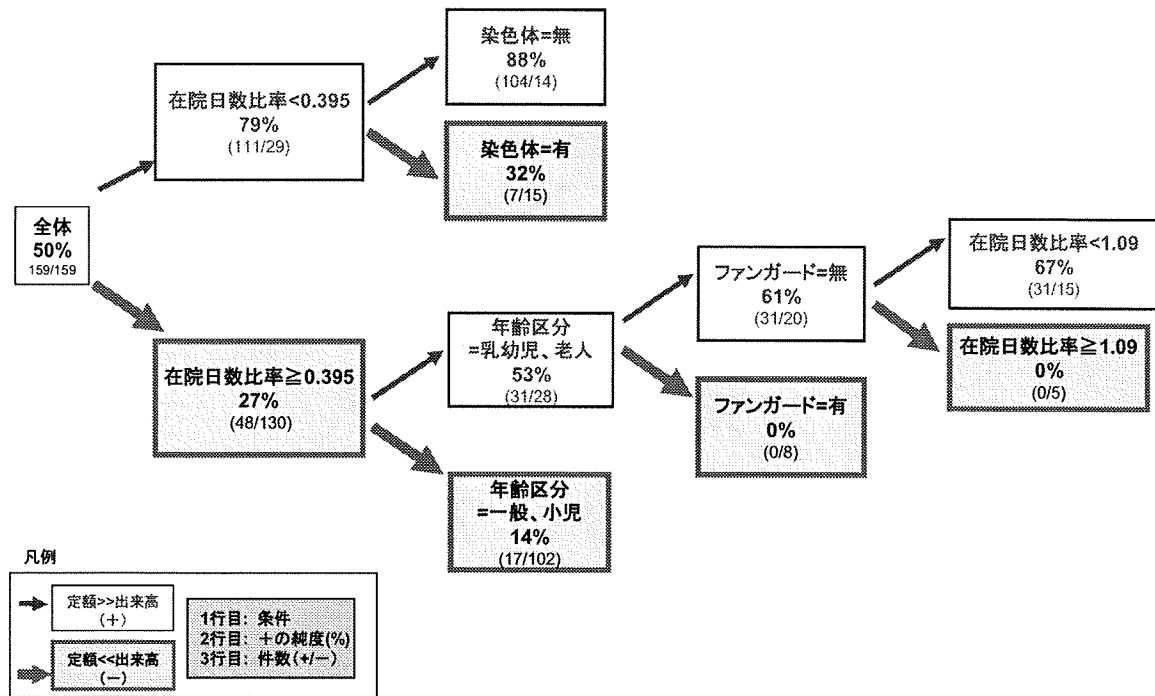 全体
50%
159/159
在院日数比率<0.395
79%
(111/29)
染色体=無
88%
(104/14)
染色体=有
32%
(7/15)
在院日数比率≧0.395
27%
(48/130)
年齢区分
=乳幼児、老人
53%
(31/28)
年齢区分
=一般、小児
14%
(17/102)
ファンガード=無
61%
(31/20)
ファンガード=有
0%
(0/8)
在院日数比率<1.09
67%
(31/15)
在院日数比率≧1.09
0%
(0/5)
凡例
定額>>出来高
(+)
定額<<出来高
(−)
1行目: 条件
2行目: +の純度(%)
3行目: 件数(+/−)